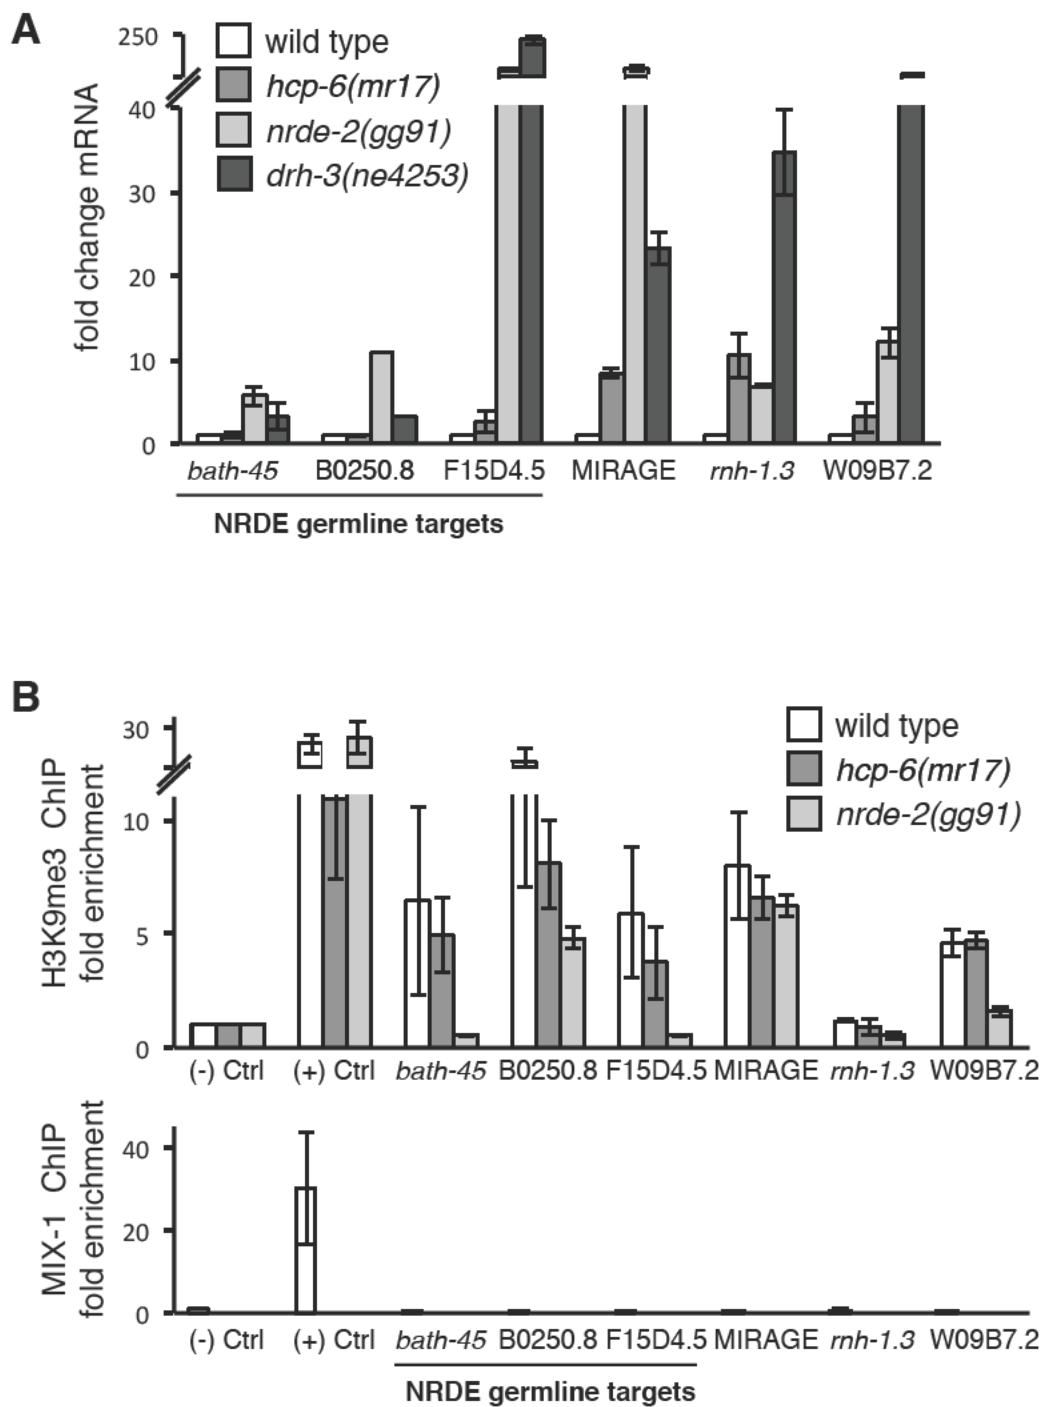 A
250
40
30
20
10
0
fold change mRNA
wild type
hcp-6(mr17)
nrde-2(gg91)
drh-3(ne4253)
bath-45 B0250.8 F15D4.5 MIRAGE rnh-1.3 W09B7.2
NRDE germline targets
B
30
10
5
0
H3K9me3 ChIP
fold enrichment
wild type
hcp-6(mr17)
nrde-2(gg91)
(-) Ctrl (+) Ctrl bath-45 B0250.8 F15D4.5 MIRAGE rnh-1.3 W09B7.2
40
20
0
MIX-1 ChIP
fold enrichment
(-) Ctrl (+) Ctrl bath-45 B0250.8 F15D4.5 MIRAGE rnh-1.3 W09B7.2
NRDE germline targets